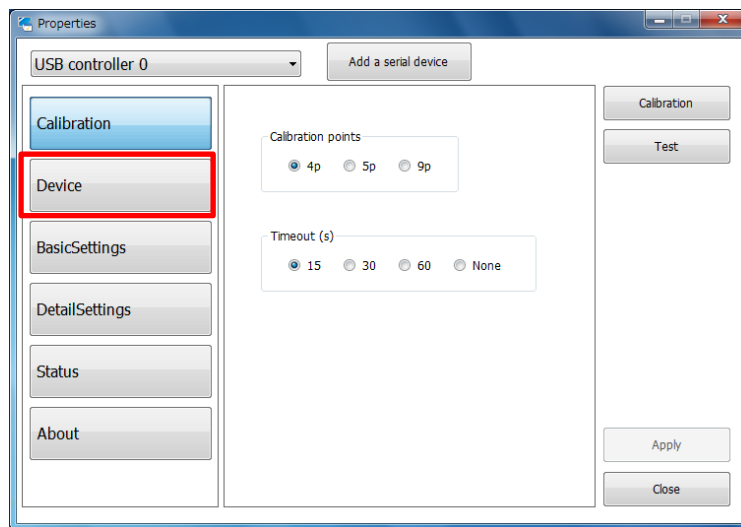 Properties
USB controller 0
Add a serial device
Calibration
Device
BasicSettings
DetailSettings
Status
About
Calibration points
4p 5p 9p
Timeout (s)
15 30 60 None
Calibration
Test
Apply
Close